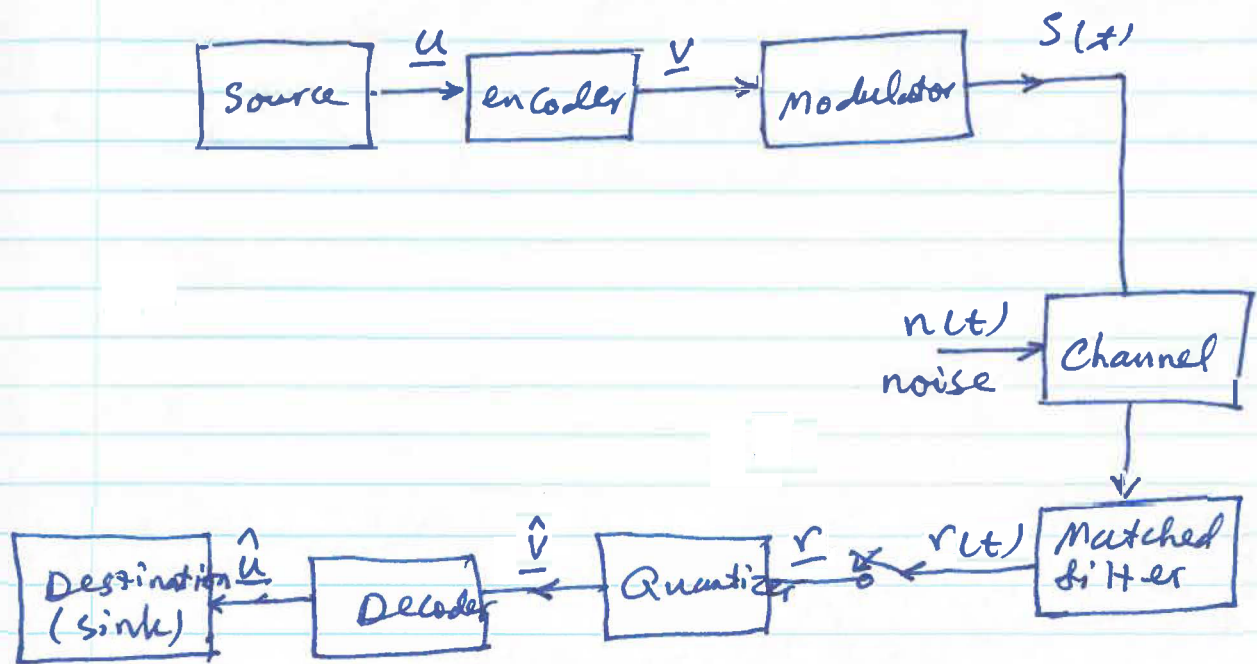 Source
u
encoder
v
Modulator
S(t)
n(t)
noise
Channel
Matched
filter
r(t)
r
Quantizer
v̂
Decoder
û
Destination
(sink)